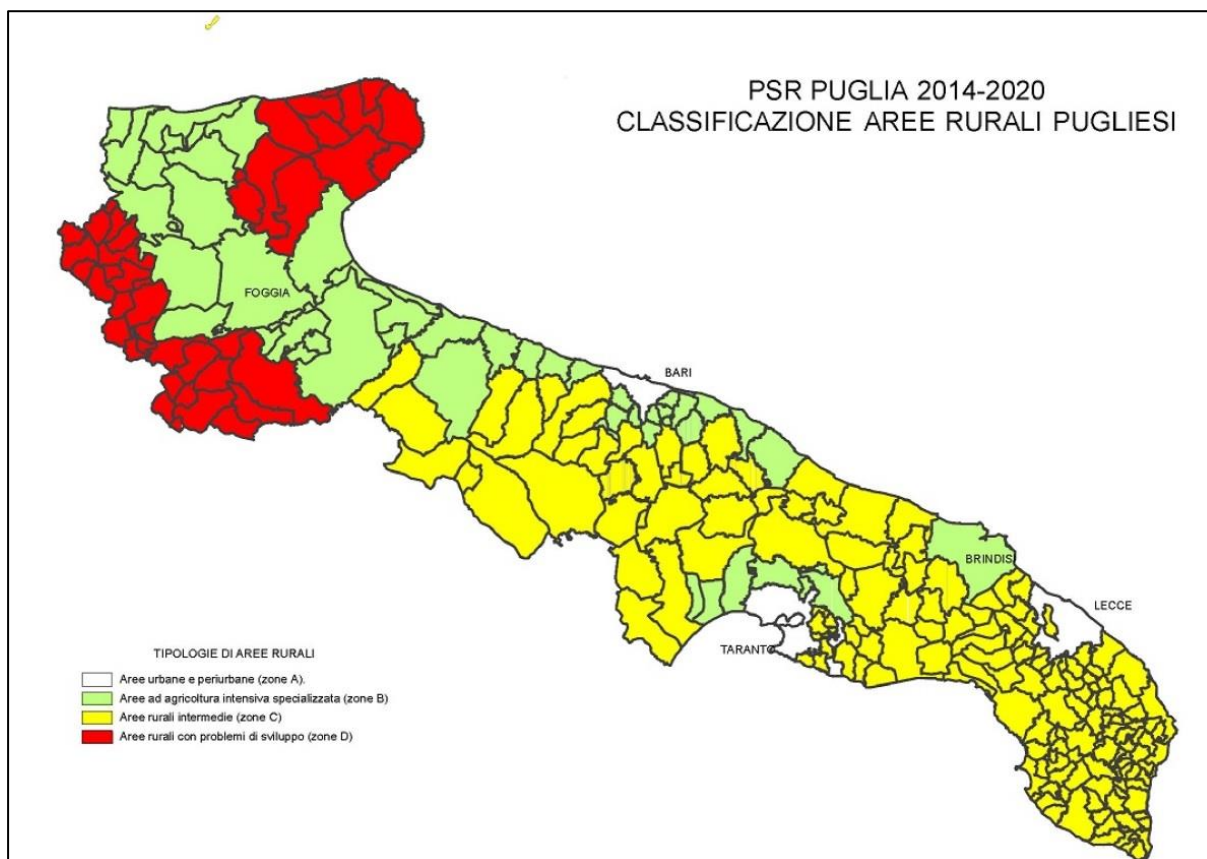 PSR PUGLIA 2014-2020
CLASSIFICAZIONE AREE RURALI PUGLIESI
FOGGIA
BARI
BRINDISI
LECCE
TARANTO
TIPOLOGIE DI AREE RURALI
Aree urbane e periurbane (zone A).
Aree ad agricoltura intensiva specializzata (zone B)
Aree rurali intermedie (zone C)
Aree rurali con problemi di sviluppo (zone D)